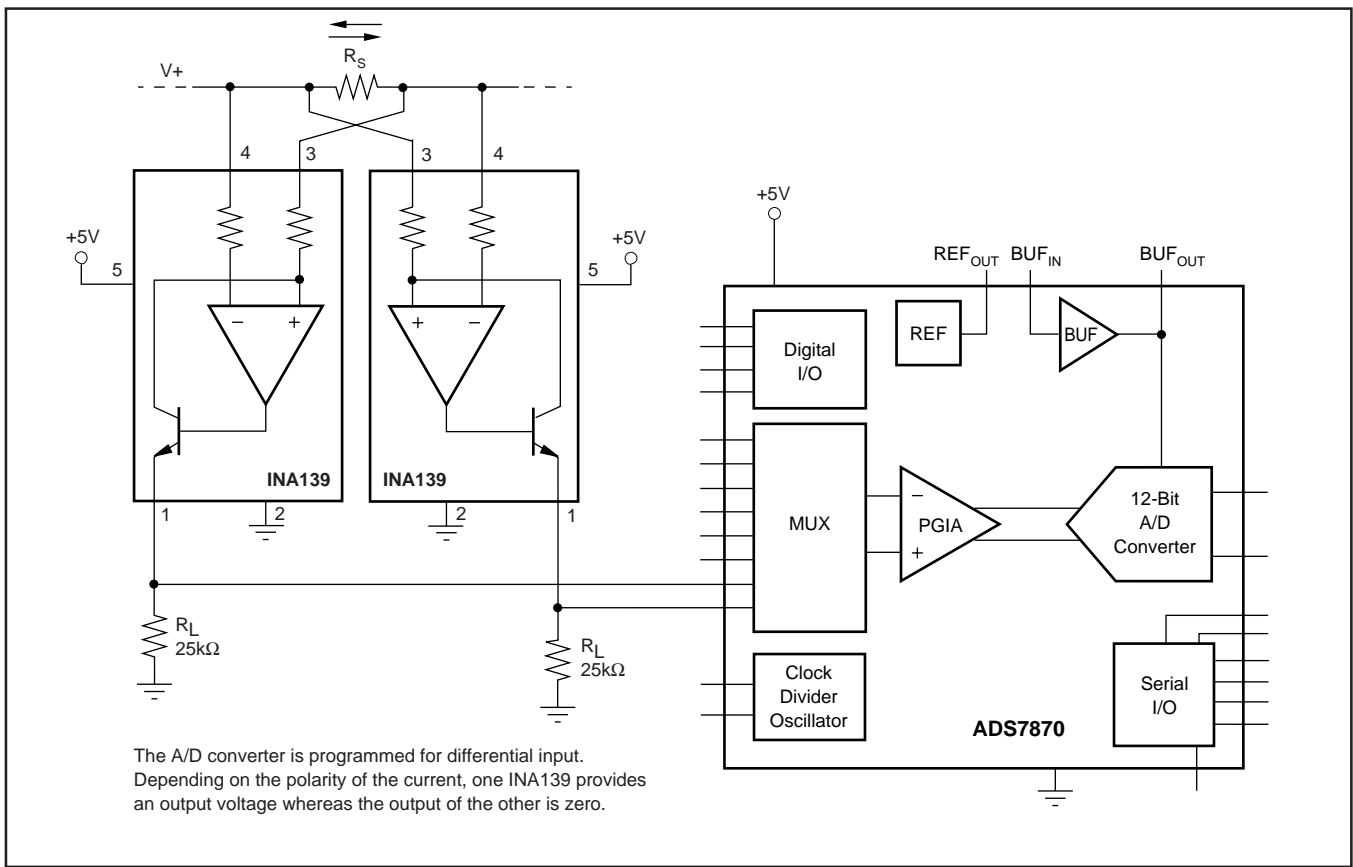 R_S
V+
4
3
3
4
+5V
5
5
+5V
−
+
+
−
INA139
INA139
1
2
2
1
R_L
25kΩ
R_L
25kΩ
+5V
REF_OUT
BUF_IN
BUF_OUT
Digital
I/O
REF
BUF
MUX
−
PGIA
+
12-Bit
A/D
Converter
Clock
Divider
Oscillator
Serial
I/O
ADS7870
The A/D converter is programmed for differential input.
Depending on the polarity of the current, one INA139 provides
an output voltage whereas the output of the other is zero.